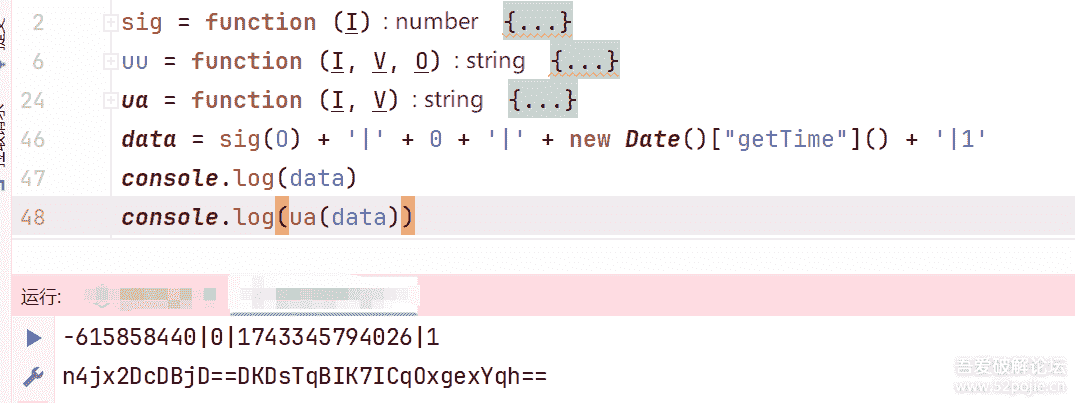 2 sig = function (I) : number {...}
6 uu = function (I, V, O) : string {...}
24 ua = function (I, V) : string {...}
46 data = sig(0) + '|' + 0 + '|' + new Date()["getTime"]() + '|1'
47 console.log(data)
48 console.log(ua(data))
运行:
-615858440|0|1743345794026|1
n4jx2DcDBjD==DKDsTqBIK7ICqOxgexYqh==
吾爱破解论坛
www.52pojie.cn